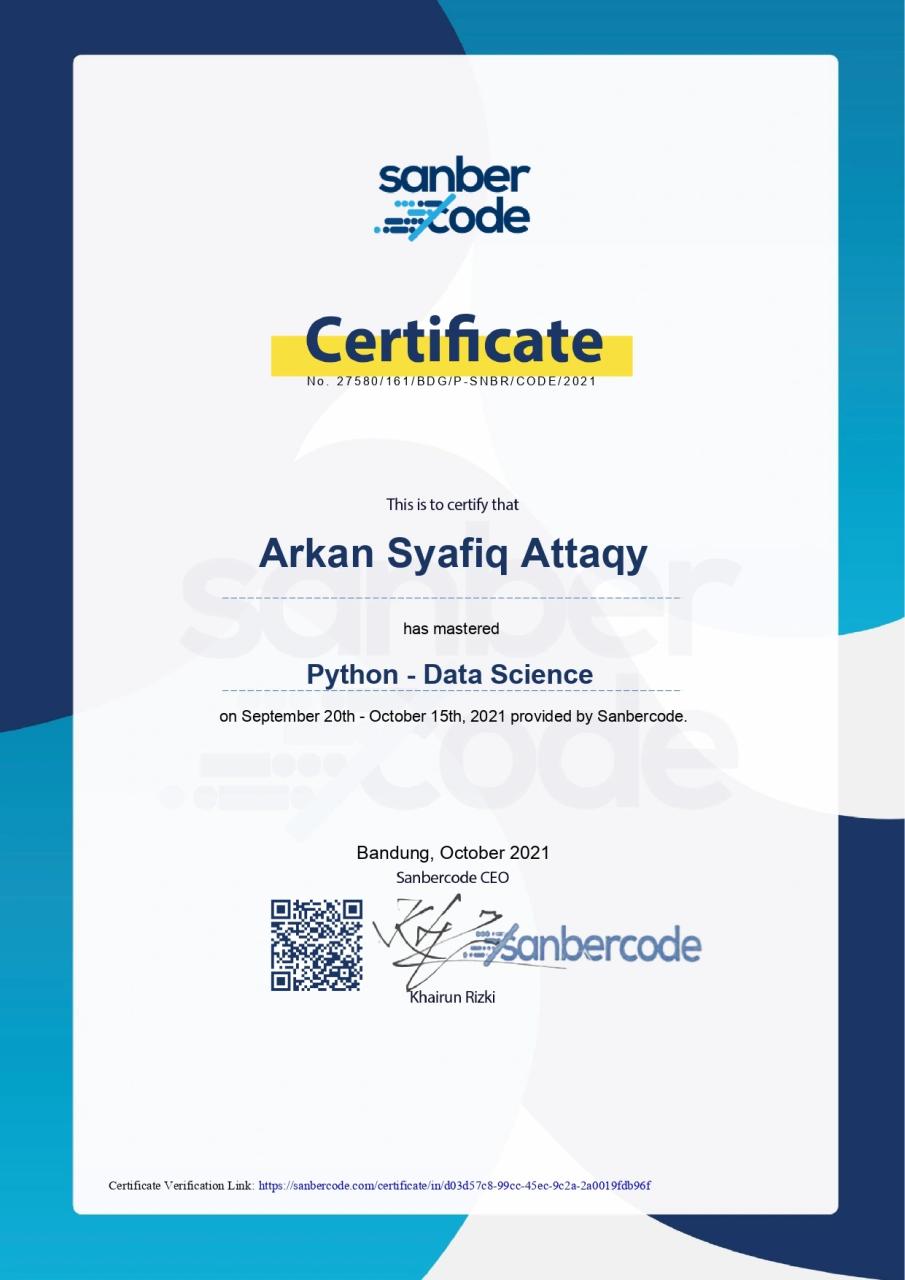 sanber
code
Certificate
No. 27580/161/BDG/P-SNBR/CODE/2021
This is to certify that
Arkan Syafiq Attaqy
has mastered
Python - Data Science
on September 20th - October 15th, 2021 provided by Sanbercode.
sanber
code
Bandung, October 2021
Sanbercode CEO
sanbercode
Khairun Rizki
Certificate Verification Link: https://sanbercode.com/certificate/in/d03d57c8-99cc-45ec-9c2a-2a0019fdb96f